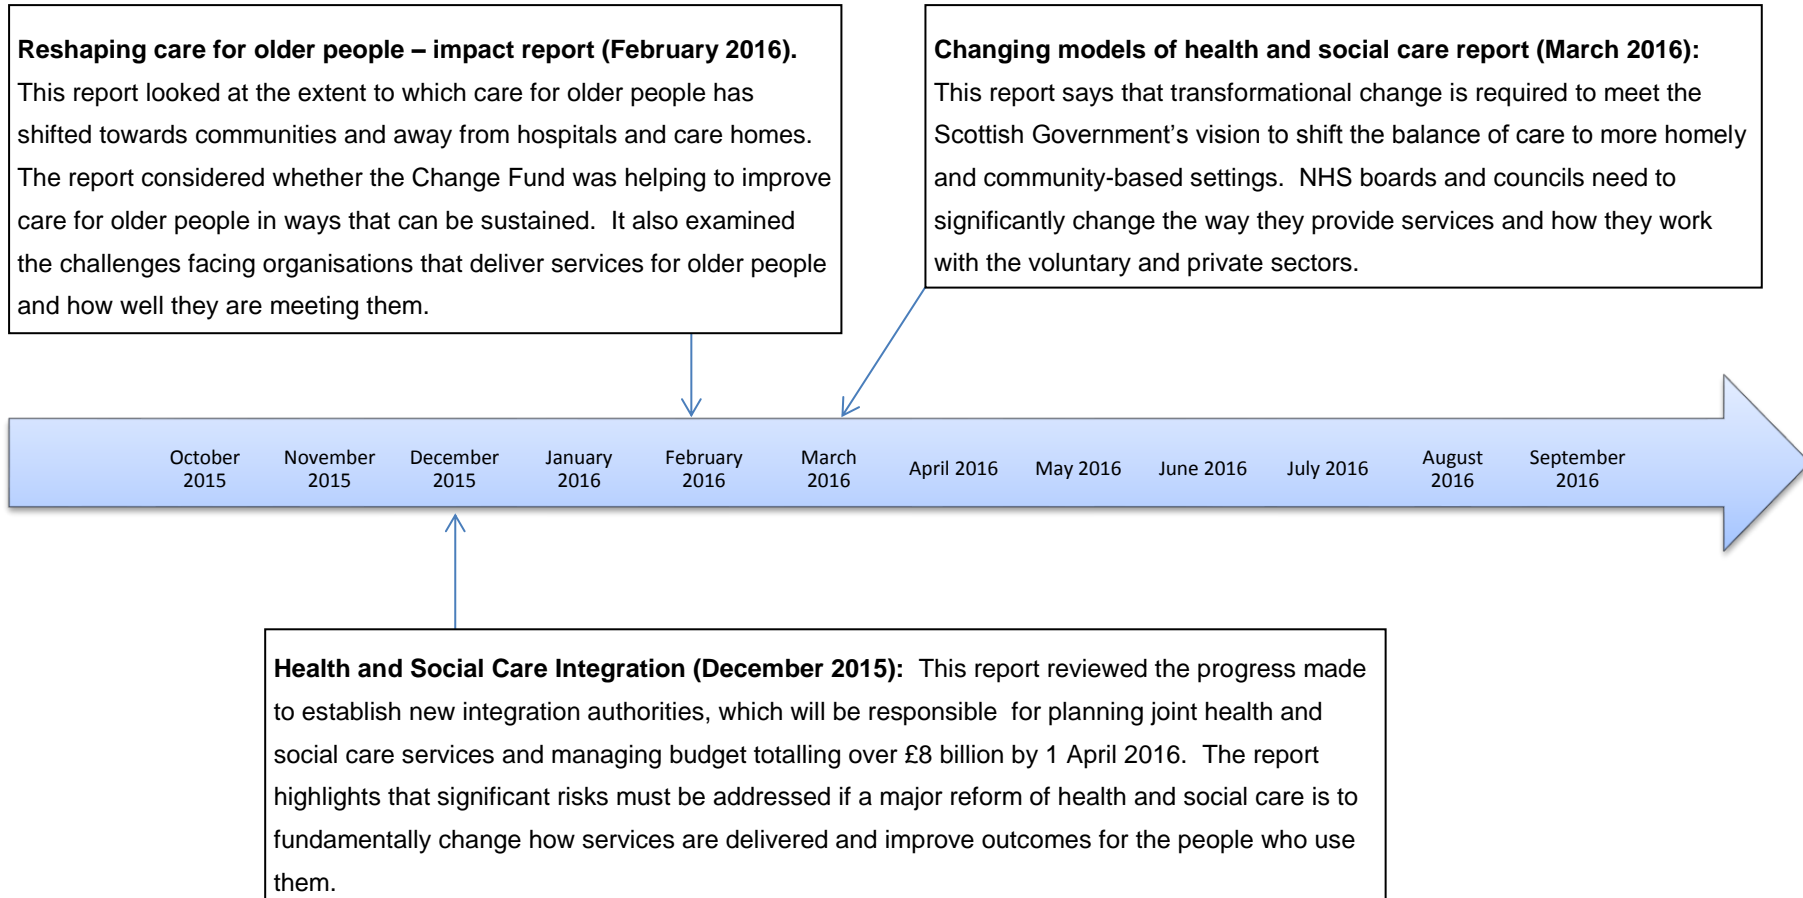 Reshaping care for older people – impact report (February 2016).
This report looked at the extent to which care for older people has
shifted towards communities and away from hospitals and care homes.
The report considered whether the Change Fund was helping to improve
care for older people in ways that can be sustained.  It also examined
the challenges facing organisations that deliver services for older people
and how well they are meeting them.
Changing models of health and social care report (March 2016):
This report says that transformational change is required to meet the
Scottish Government’s vision to shift the balance of care to more homely
and community-based settings.  NHS boards and councils need to
significantly change the way they provide services and how they work
with the voluntary and private sectors.
October
2015
November
2015
December
2015
January
2016
February
2016
March
2016
April 2016
May 2016
June 2016
July 2016
August
2016
September
2016
Health and Social Care Integration (December 2015):  This report reviewed the progress made
to establish new integration authorities, which will be responsible  for planning joint health and
social care services and managing budget totalling over £8 billion by 1 April 2016.  The report
highlights that significant risks must be addressed if a major reform of health and social care is to
fundamentally change how services are delivered and improve outcomes for the people who use
them.